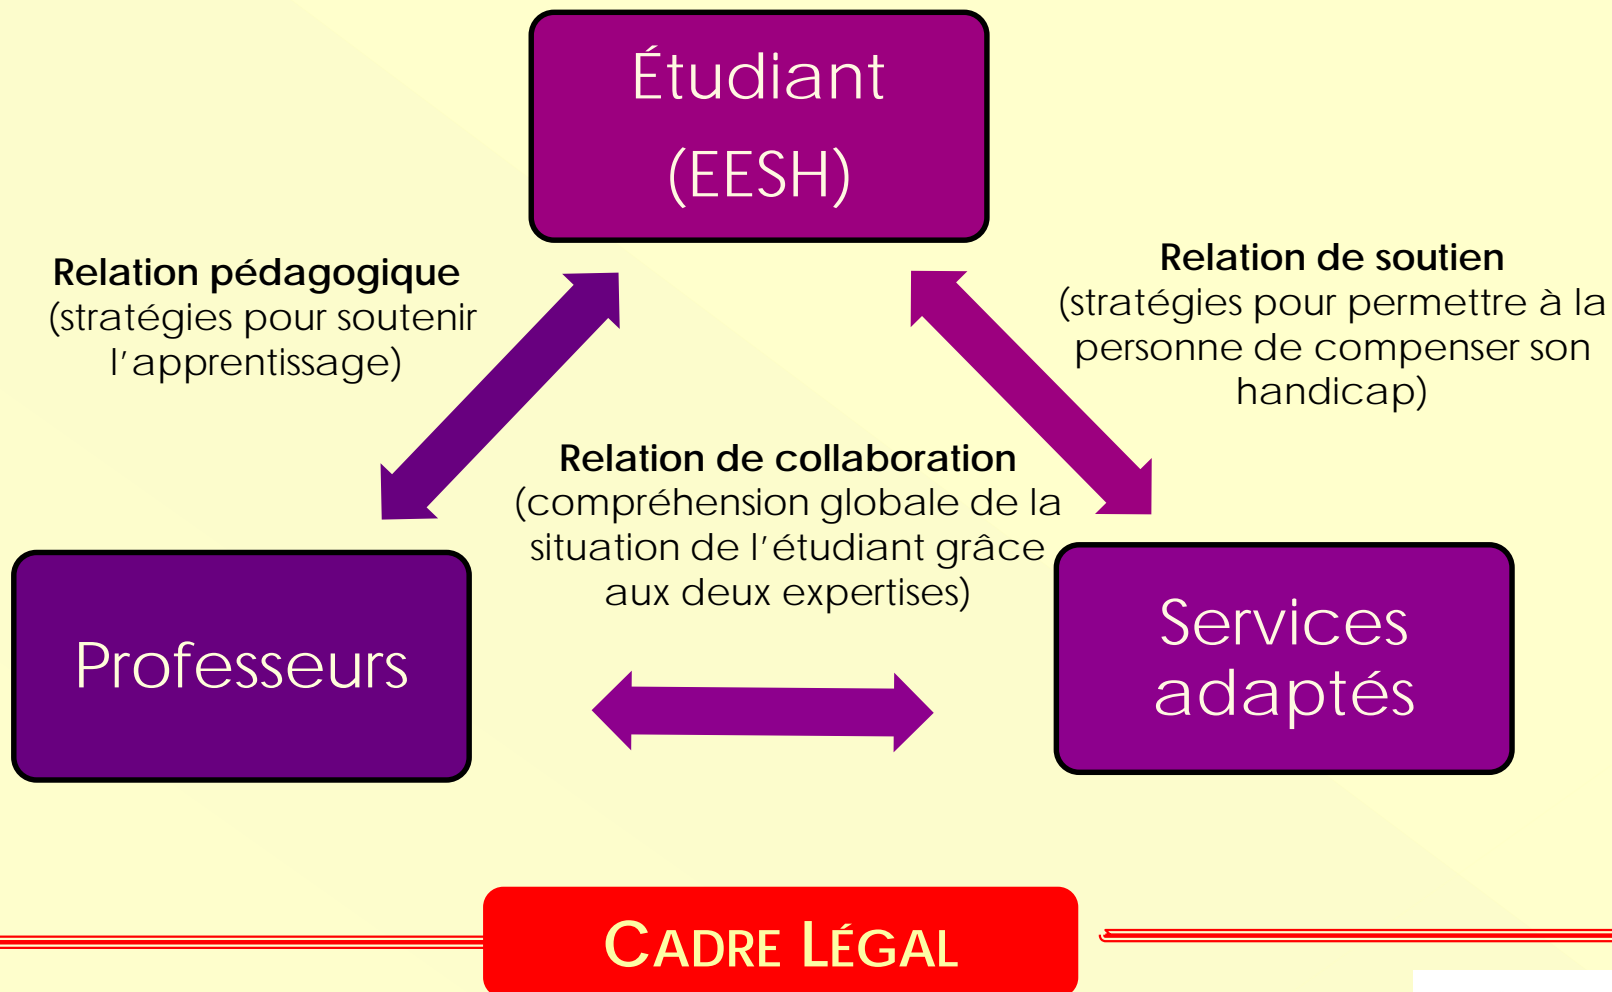 Étudiant
(EESH)
Relation pédagogique
(stratégies pour soutenir
l’apprentissage)
Relation de soutien
(stratégies pour permettre à la
personne de compenser son
handicap)
Relation de collaboration
(compréhension globale de la
situation de l’étudiant grâce
aux deux expertises)
Professeurs
Services
adaptés
CADRE LÉGAL